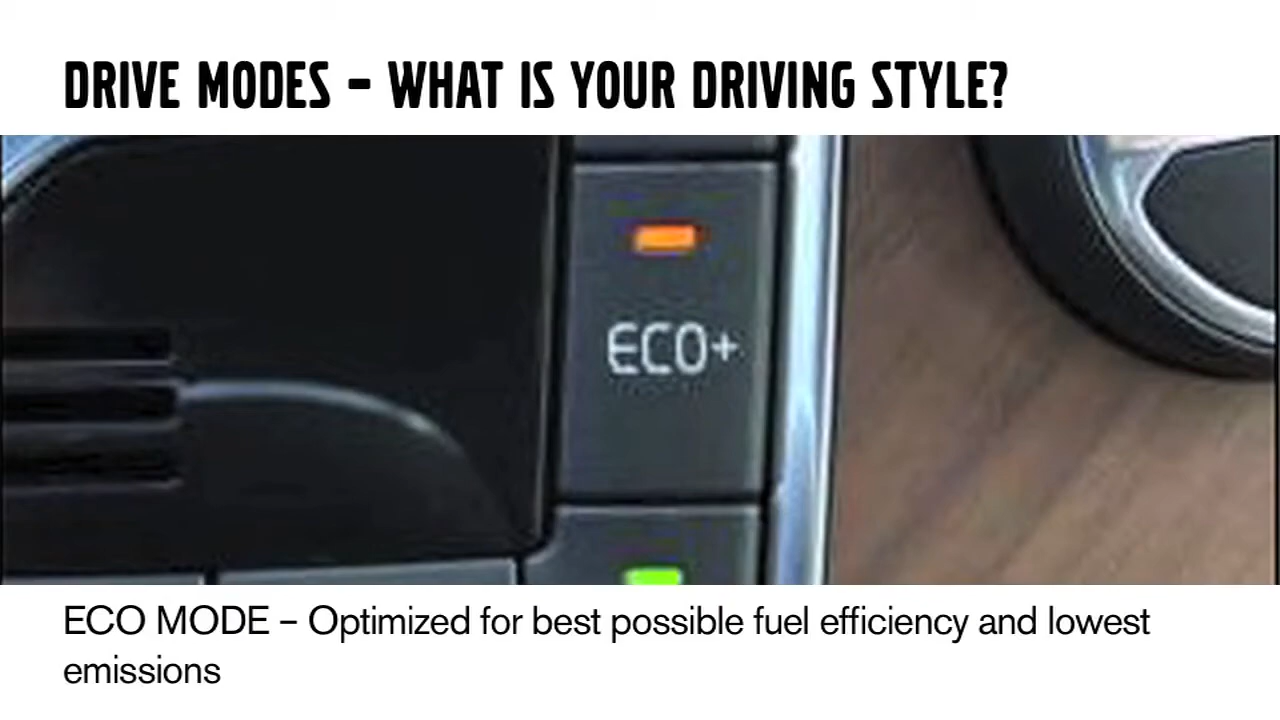 DRIVE MODES – WHAT IS YOUR DRIVING STYLE?
ECO+
ECO MODE – Optimized for best possible fuel efficiency and lowest
emissions